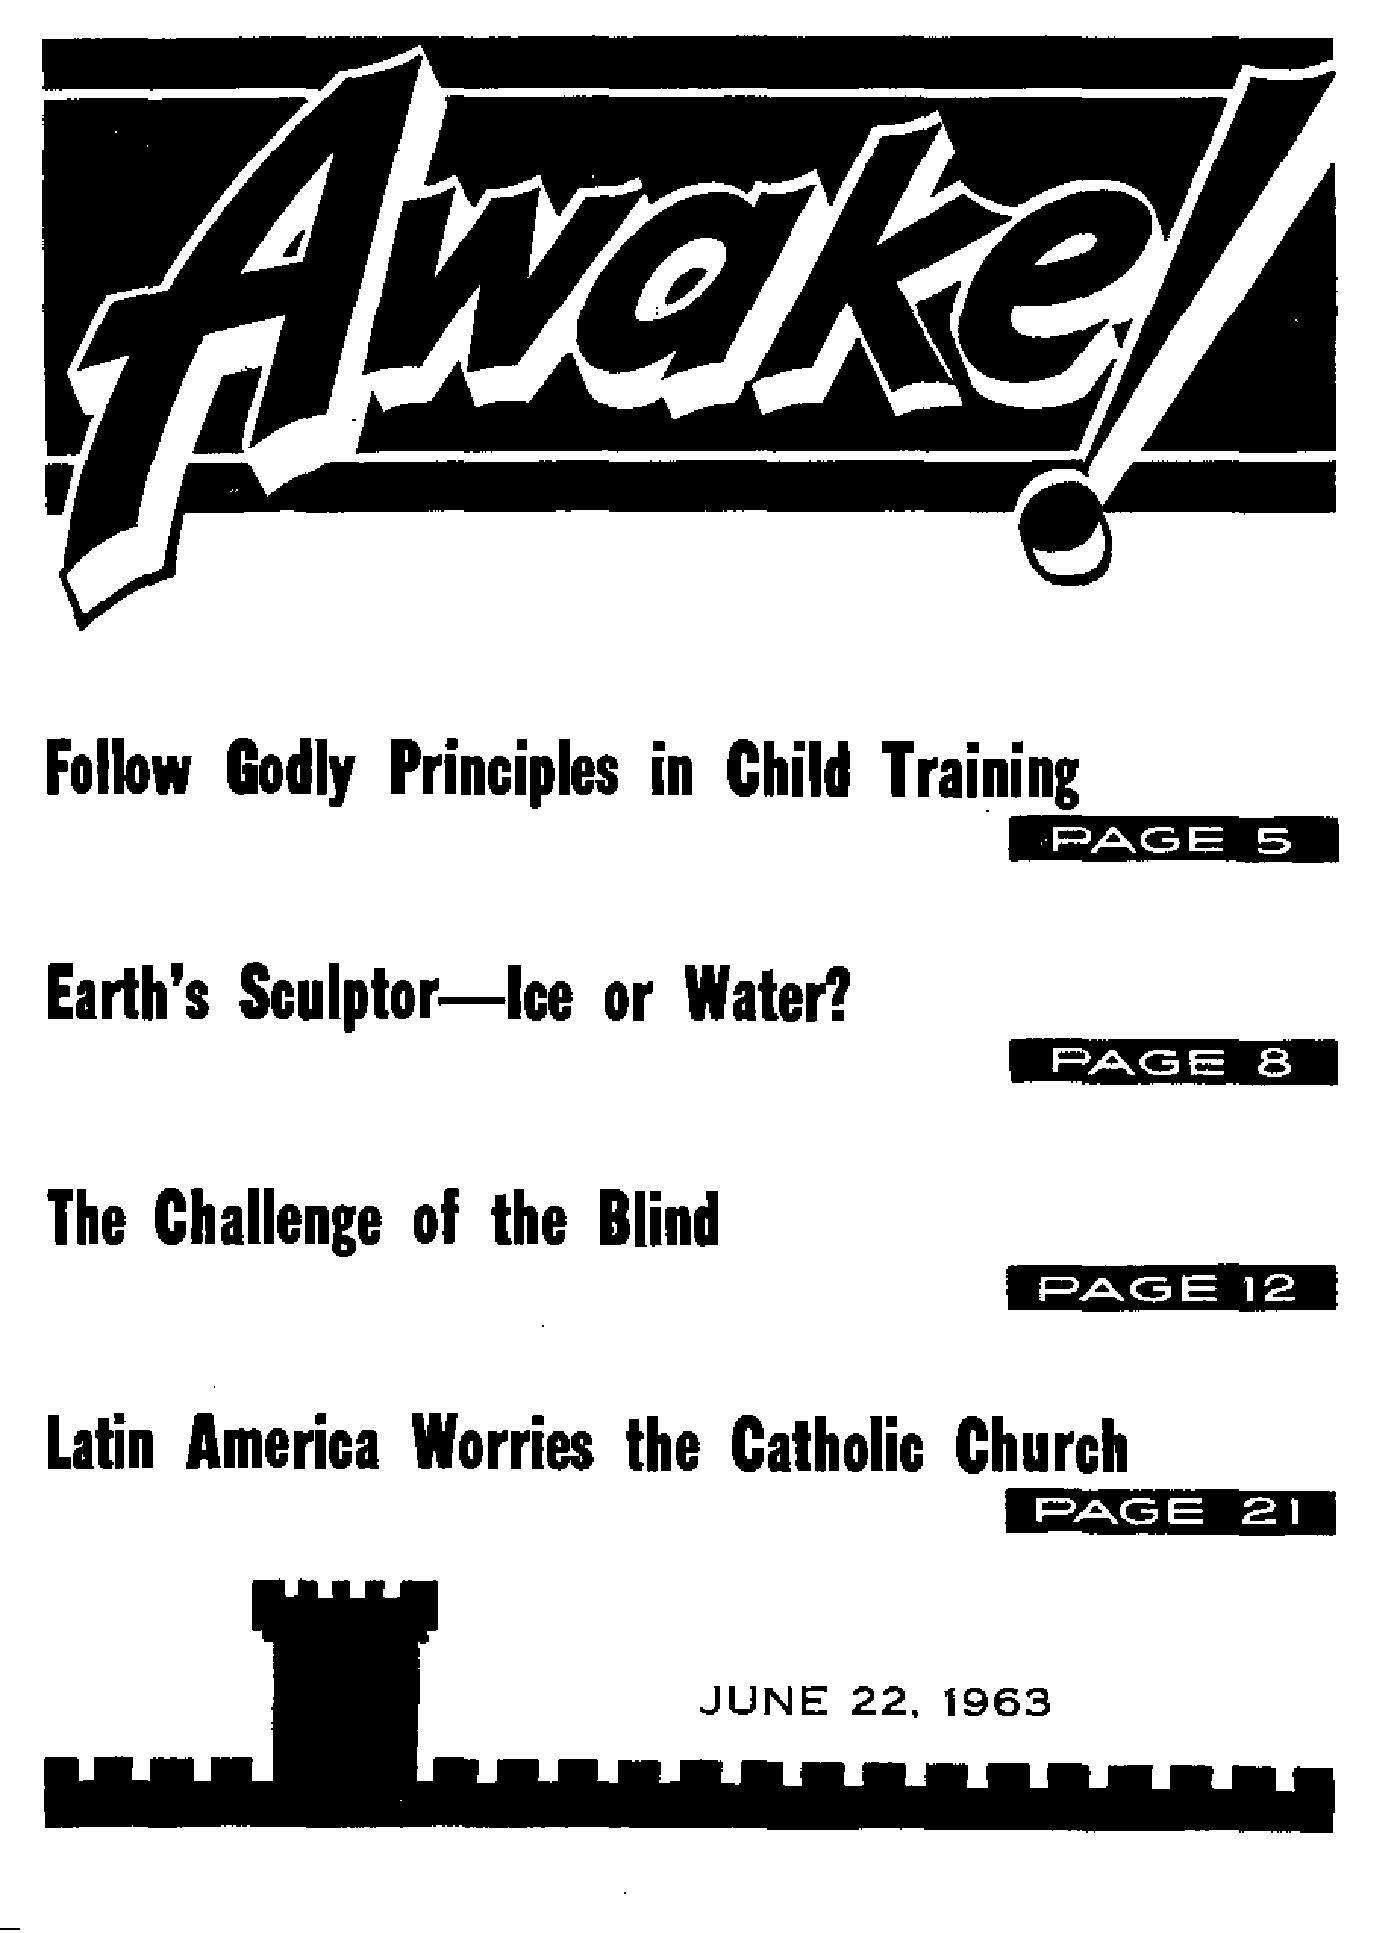 Awake!
Follow Godly Principles in Child Training
PAGE 5
Earth's Sculptor—Ice or Water?
PAGE 8
The Challenge of the Blind
PAGE 12
Latin America Worries the Catholic Church
PAGE 21
JUNE 22, 1963